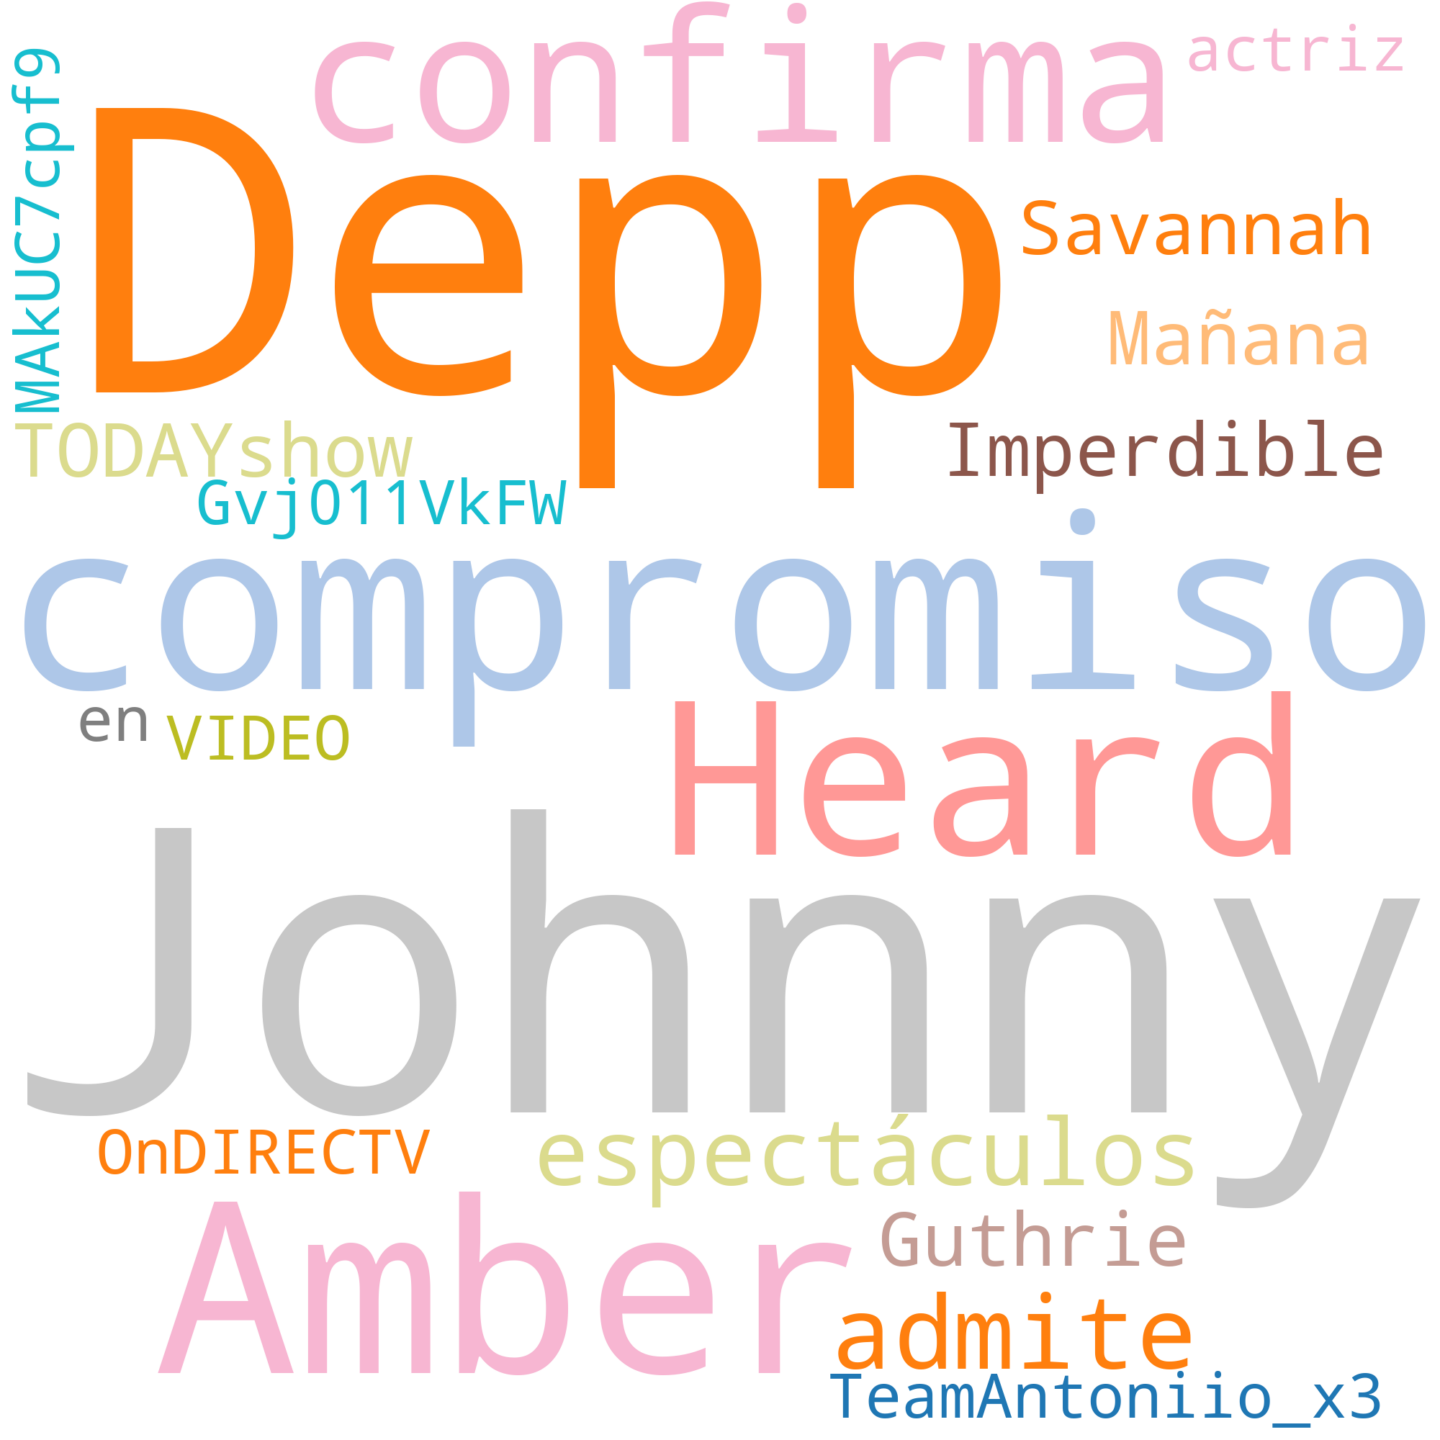 confirma
actriz
MAkUC7cpf9
Depp
Savannah
Mañana
TODAYshow
Imperdible
GvjO11VkFW
compromiso
en
VIDEO
Heard
Johnny
OnDIRECTV
espectáculos
Amber
Guthrie
admite
TeamAntoniio_x3